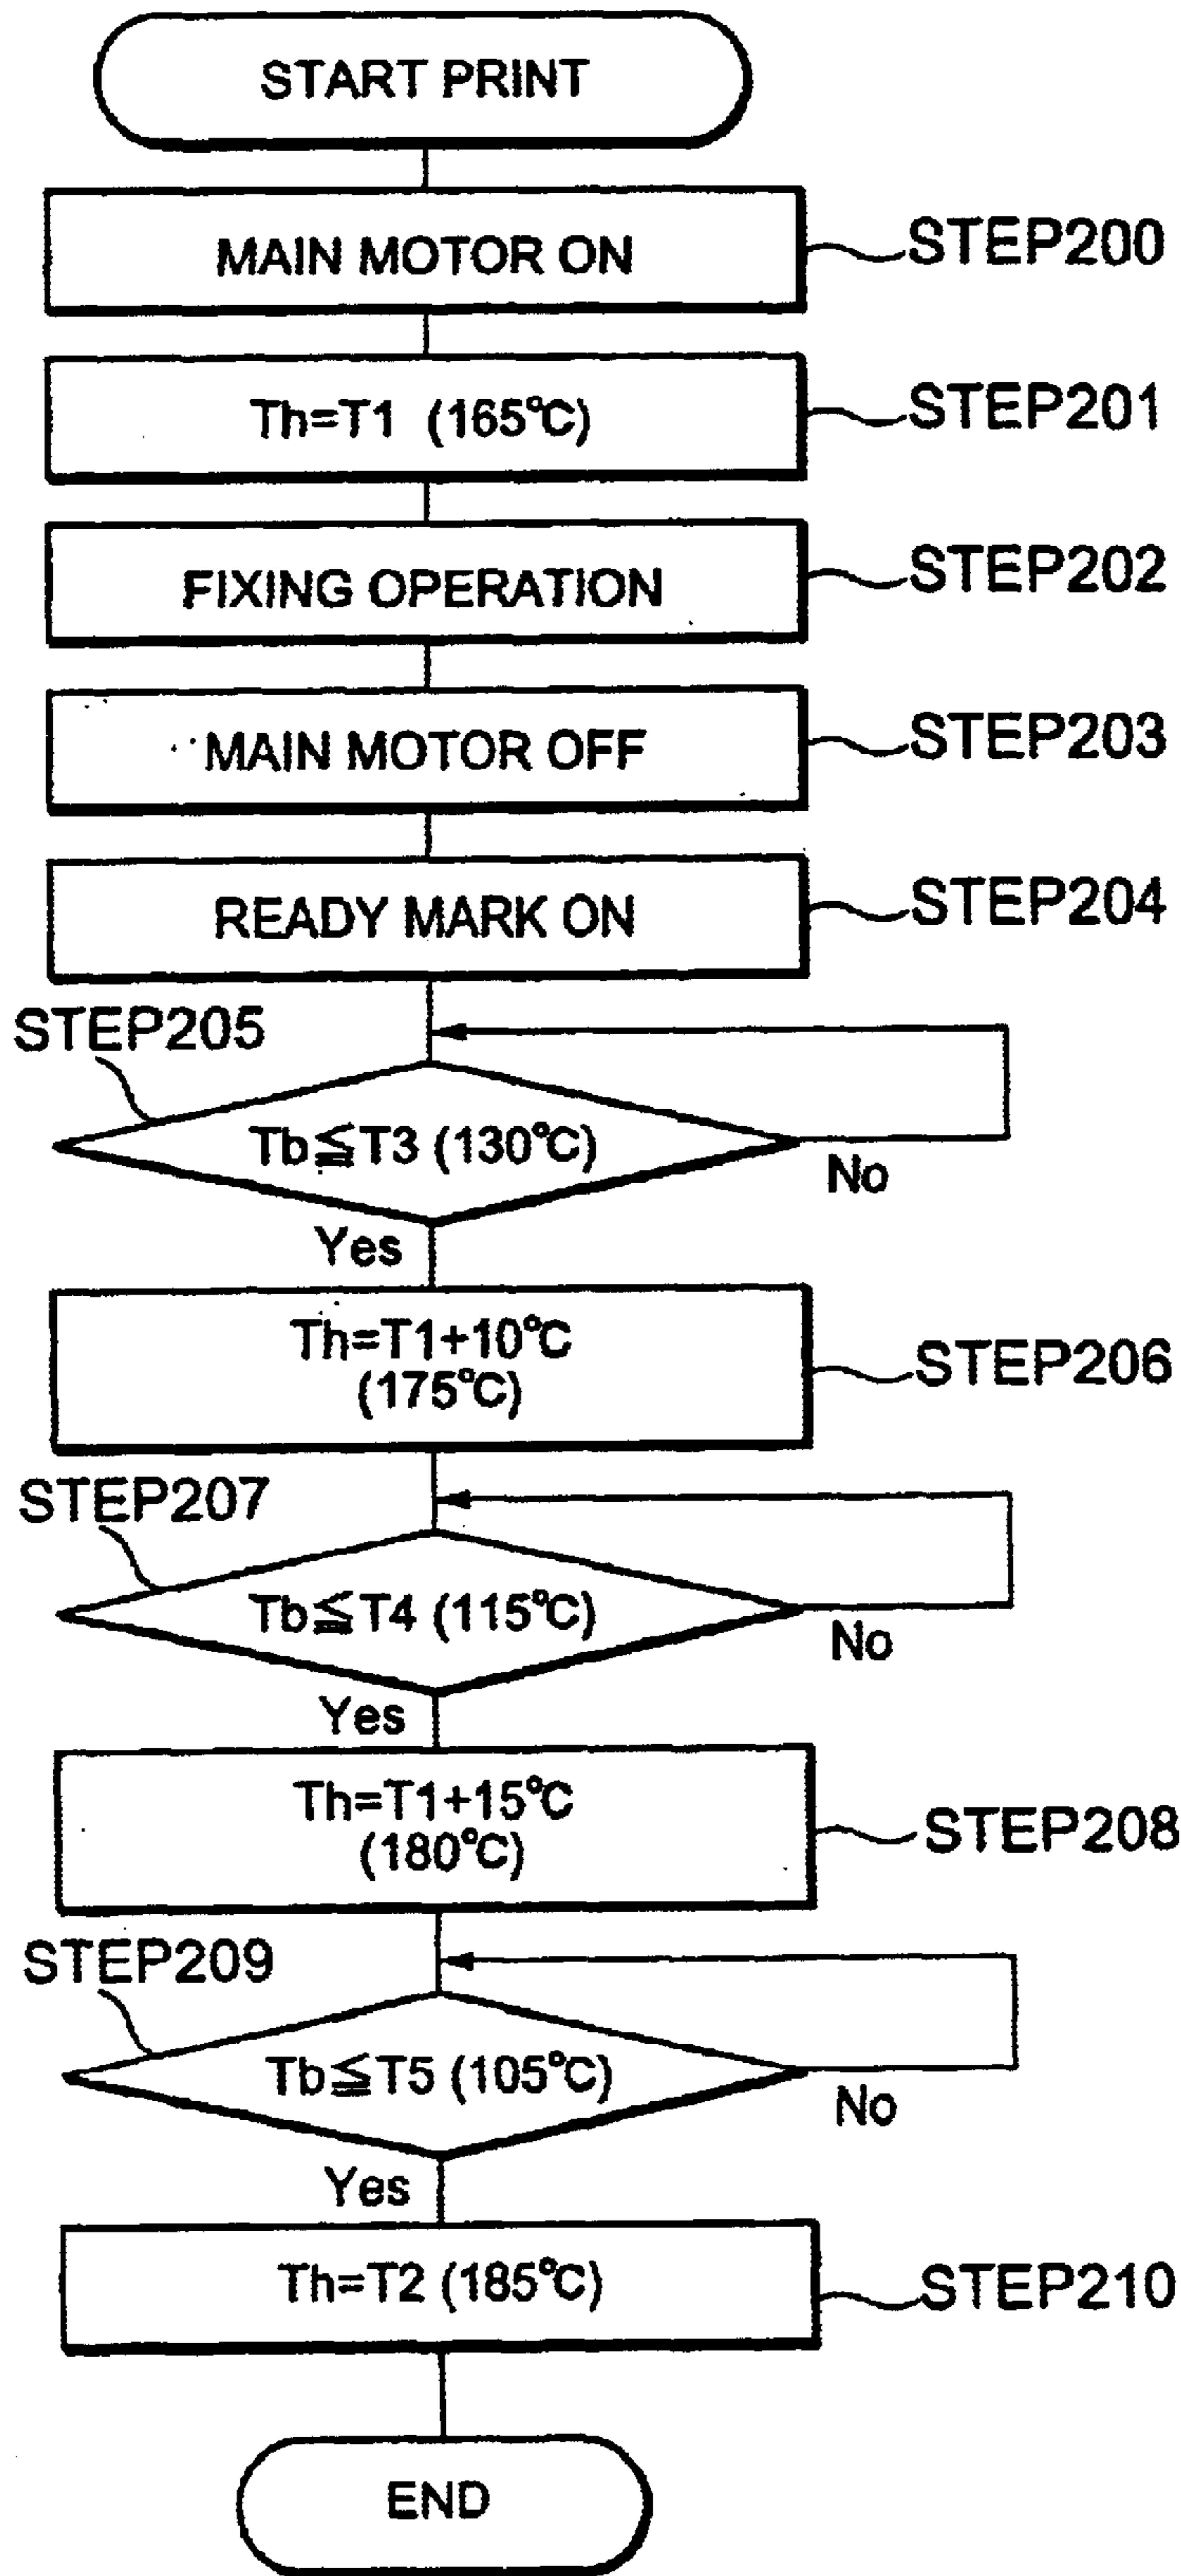 START PRINT
MAIN MOTOR ON
STEP200
Th=T1 (165°C)
STEP201
FIXING OPERATION
STEP202
MAIN MOTOR OFF
STEP203
READY MARK ON
STEP204
STEP205
Tb≦T3 (130°C)
No
Yes
Th=T1+10°C
(175°C)
STEP206
STEP207
Tb≦T4 (115°C)
No
Yes
Th=T1+15°C
(180°C)
STEP208
STEP209
Tb≦T5 (105°C)
No
Yes
Th=T2 (185°C)
STEP210
END